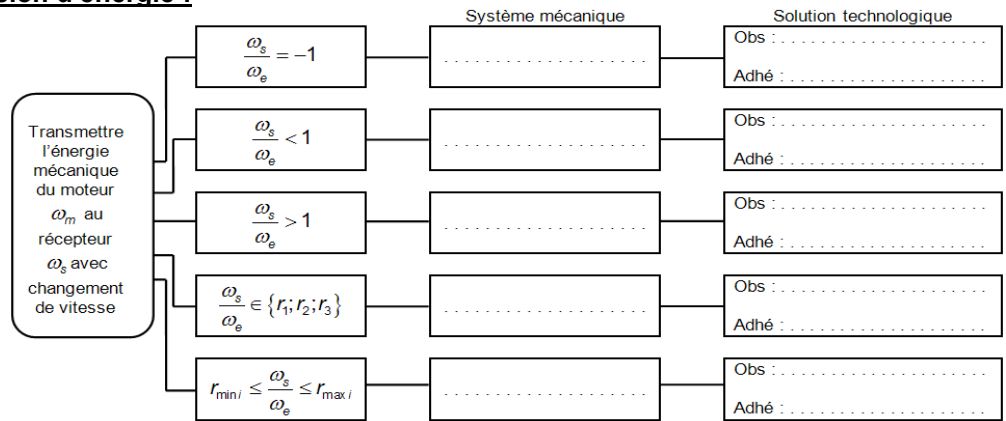 sion d'énergie :
Système mécanique
Solution technologique
Transmettre
l'énergie
mécanique
du moteur
ω_m au
récepteur
ω_s avec
changement
de vitesse
ω_s / ω_e = −1
. . . . . . . . . . . . . . . . . . . .
Obs : . . . . . . . . . . . . . . . . . . . . .
Adhé : . . . . . . . . . . . . . . . . . . . .
ω_s / ω_e < 1
. . . . . . . . . . . . . . . . . . . .
Obs : . . . . . . . . . . . . . . . . . . . . .
Adhé : . . . . . . . . . . . . . . . . . . . .
ω_s / ω_e > 1
. . . . . . . . . . . . . . . . . . . .
Obs : . . . . . . . . . . . . . . . . . . . . .
Adhé : . . . . . . . . . . . . . . . . . . . .
ω_s / ω_e ∈ {r_1; r_2; r_3}
. . . . . . . . . . . . . . . . . . . .
Obs : . . . . . . . . . . . . . . . . . . . . .
Adhé : . . . . . . . . . . . . . . . . . . . .
r_min i ≤ ω_s / ω_e ≤ r_max i
. . . . . . . . . . . . . . . . . . . .
Obs : . . . . . . . . . . . . . . . . . . . . .
Adhé : . . . . . . . . . . . . . . . . . . . .